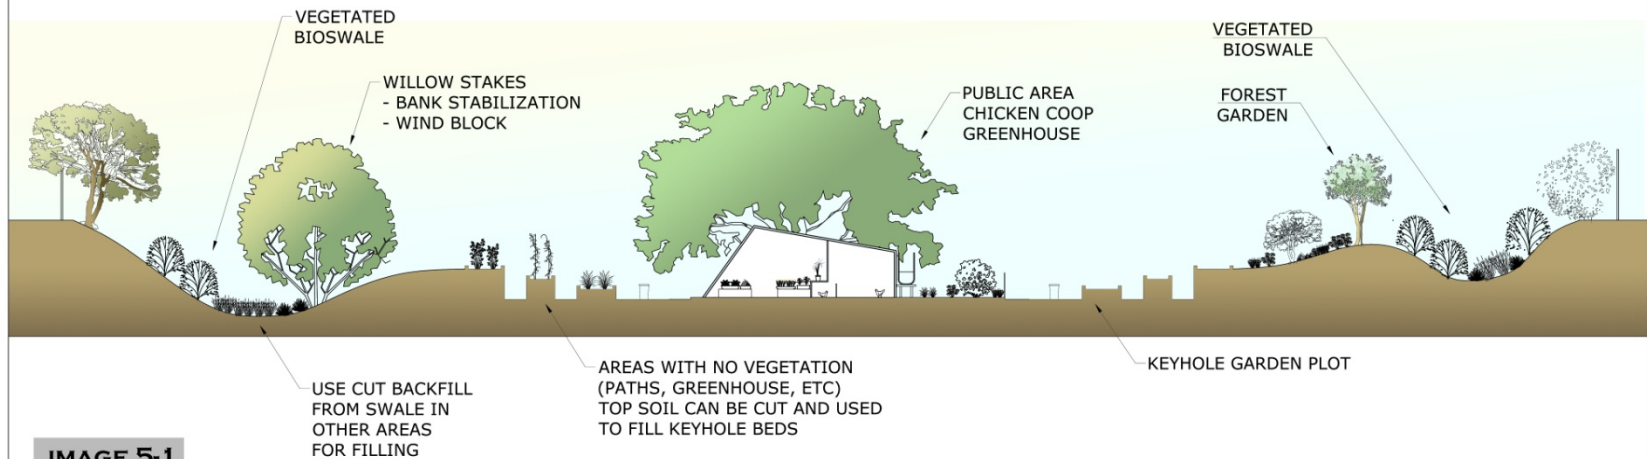 VEGETATED
BIOSWALE
WILLOW STAKES
- BANK STABILIZATION
- WIND BLOCK
PUBLIC AREA
CHICKEN COOP
GREENHOUSE
VEGETATED
BIOSWALE
FOREST
GARDEN
USE CUT BACKFILL
FROM SWALE IN
OTHER AREAS
FOR FILLING
AREAS WITH NO VEGETATION
(PATHS, GREENHOUSE, ETC)
TOP SOIL CAN BE CUT AND USED
TO FILL KEYHOLE BEDS
KEYHOLE GARDEN PLOT
IMAGE 5-1